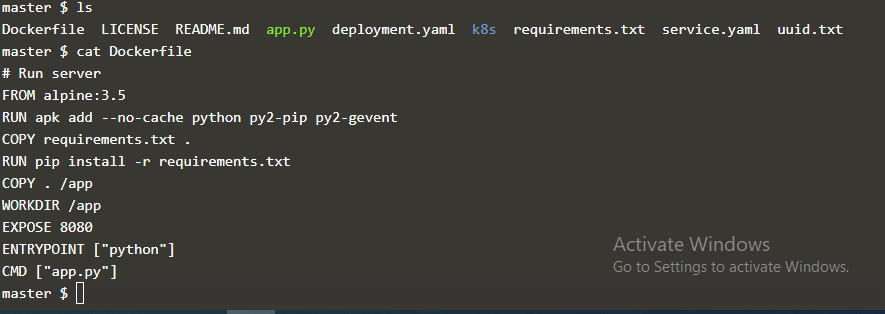 master $ ls
Dockerfile LICENSE README.md app.py deployment.yaml k8s requirements.txt service.yaml uuid.txt
master $ cat Dockerfile
# Run server
FROM alpine:3.5
RUN apk add --no-cache python py2-pip py2-gevent
COPY requirements.txt .
RUN pip install -r requirements.txt
COPY . /app
WORKDIR /app
EXPOSE 8080
ENTRYPOINT ["python"]
CMD ["app.py"]
master $
Activate Windows
Go to Settings to activate Windows.